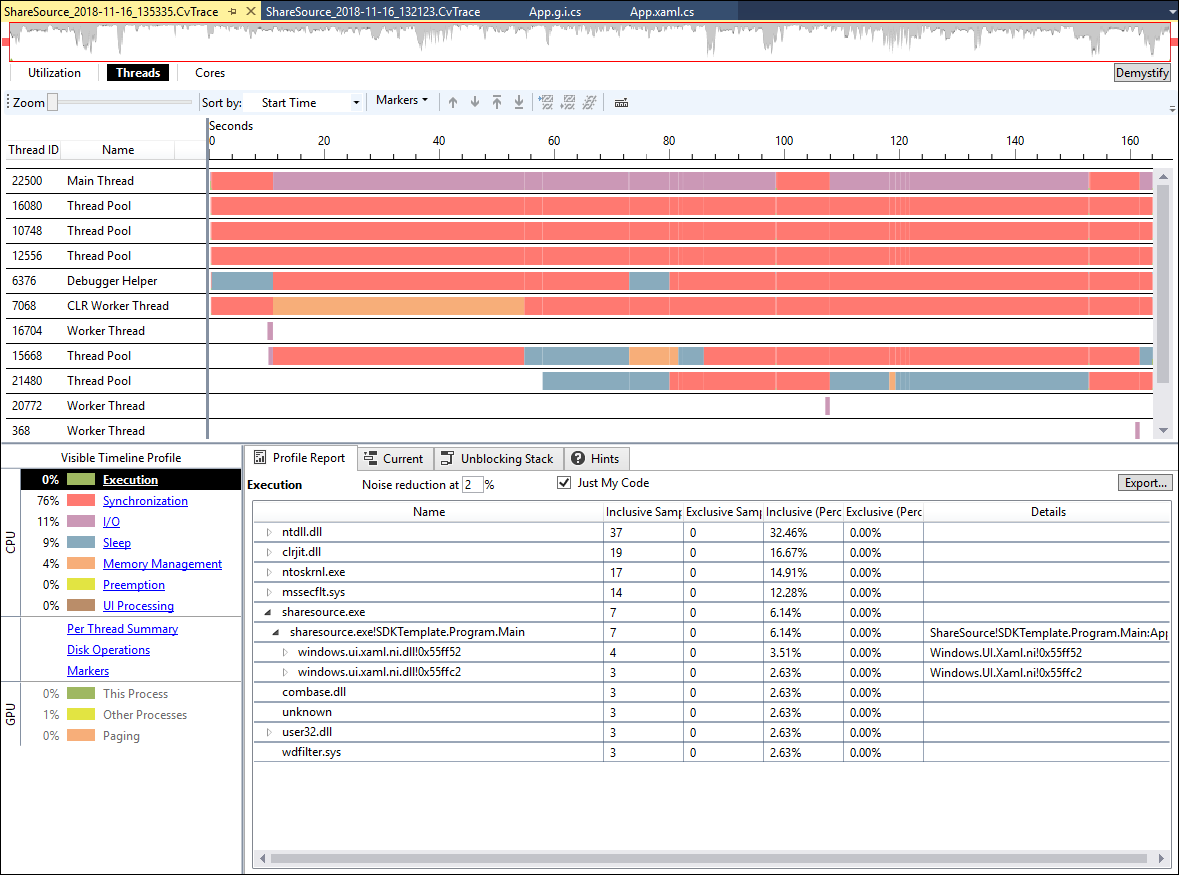 ShareSource_2018-11-16_135335.CvTrace ShareSource_2018-11-16_132123.CvTrace App.g.i.cs App.xaml.cs
Utilization Threads Cores Demystify
Zoom Sort by: Start Time Markers
Seconds
0 20 40 60 80 100 120 140 160
Thread ID Name
22500 Main Thread
16080 Thread Pool
10748 Thread Pool
12556 Thread Pool
6376 Debugger Helper
7068 CLR Worker Thread
16704 Worker Thread
15668 Thread Pool
21480 Thread Pool
20772 Worker Thread
368 Worker Thread
Visible Timeline Profile
CPU
0% Execution
76% Synchronization
11% I/O
9% Sleep
4% Memory Management
0% Preemption
0% UI Processing
Per Thread Summary
Disk Operations
Markers
GPU
0% This Process
1% Other Processes
0% Paging
Profile Report Current Unblocking Stack Hints
Execution Noise reduction at 2 % Just My Code Export...
Name Inclusive Samp Exclusive Samp Inclusive (Perc Exclusive (Perc Details
ntdll.dll 37 0 32.46% 0.00%
clrjit.dll 19 0 16.67% 0.00%
ntoskrnl.exe 17 0 14.91% 0.00%
mssecflt.sys 14 0 12.28% 0.00%
sharesource.exe 7 0 6.14% 0.00%
sharesource.exe!SDKTemplate.Program.Main 7 0 6.14% 0.00% ShareSource!SDKTemplate.Program.Main:App
windows.ui.xaml.ni.dll!0x55ff52 4 0 3.51% 0.00% Windows.UI.Xaml.ni!0x55ff52
windows.ui.xaml.ni.dll!0x55ffc2 3 0 2.63% 0.00% Windows.UI.Xaml.ni!0x55ffc2
combase.dll 3 0 2.63% 0.00%
unknown 3 0 2.63% 0.00%
user32.dll 3 0 2.63% 0.00%
wdfilter.sys 3 0 2.63% 0.00%